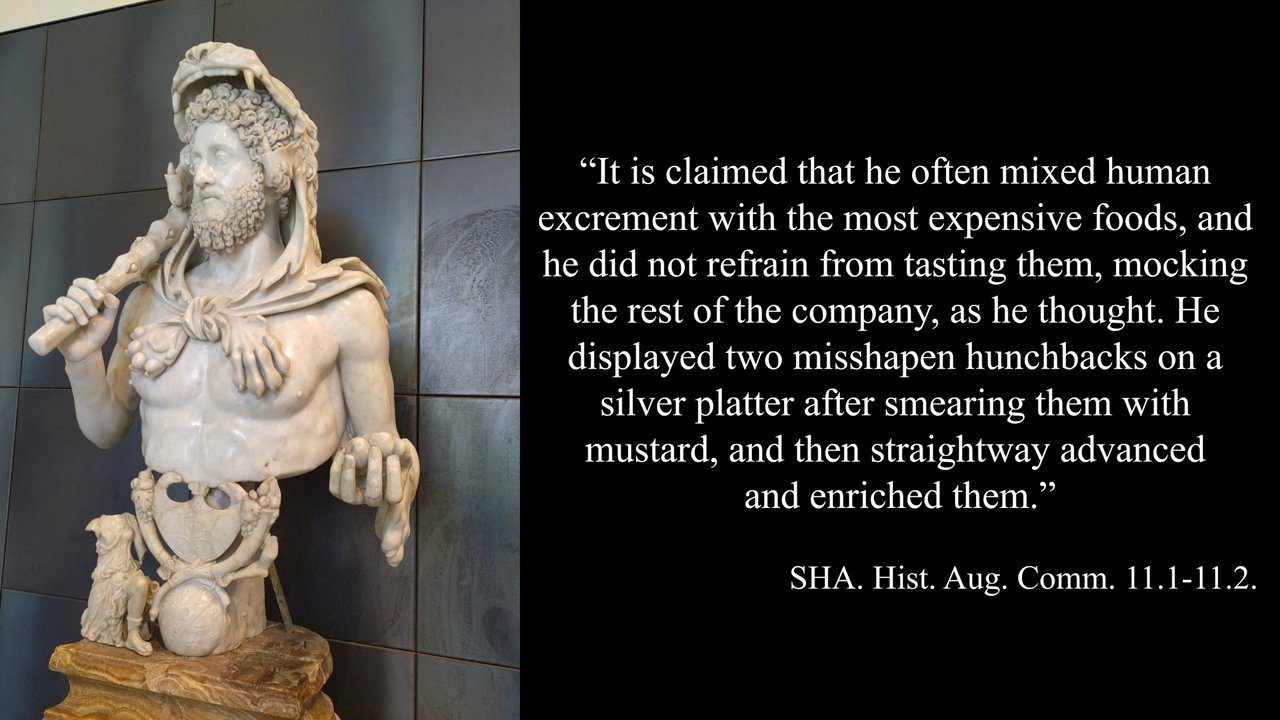 “It is claimed that he often mixed human
excrement with the most expensive foods, and
he did not refrain from tasting them, mocking
the rest of the company, as he thought. He
displayed two misshapen hunchbacks on a
silver platter after smearing them with
mustard, and then straightway advanced
and enriched them.”
SHA. Hist. Aug. Comm. 11.1-11.2.